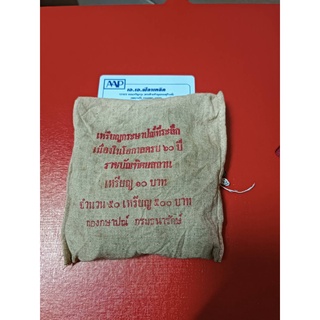 AAP
เหรียญกษาปณ์ที่ระลึก
เนื่องในโอกาสครบ ๖๐ ปี
ราชบัณฑิตยสถาน
เหรียญ ๑๐ บาท
จำนวน ๕๐ เหรียญ ๕๐๐ บาท
กองกษาปณ์ กรมธนารักษ์